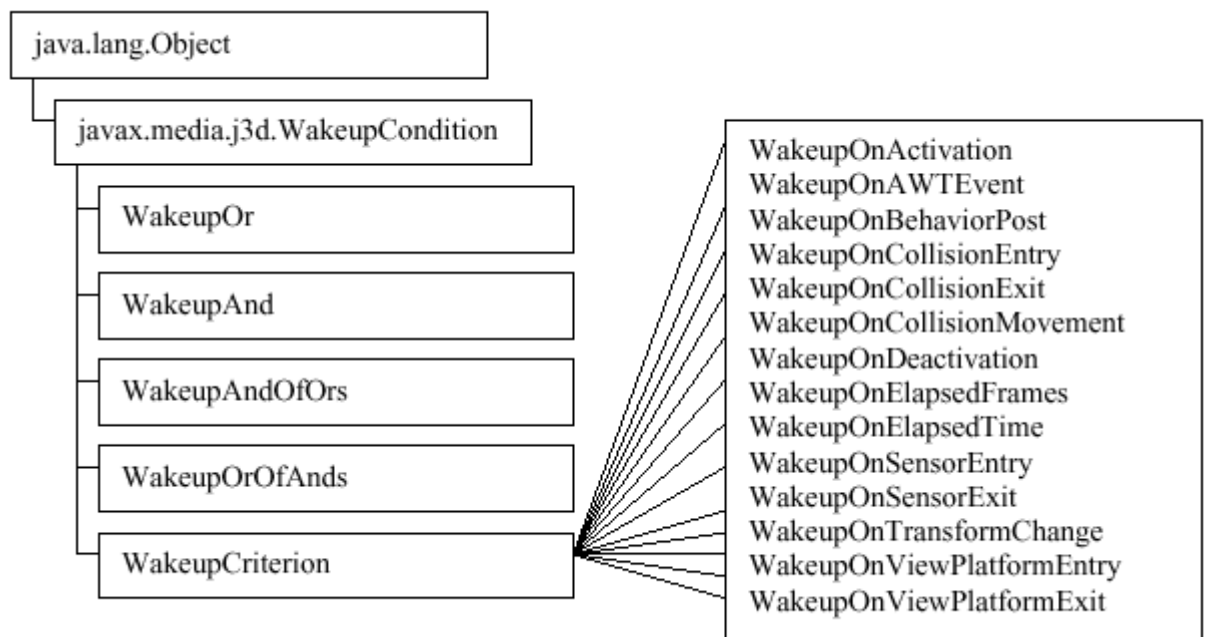 java.lang.Object
javax.media.j3d.WakeupCondition
WakeupOr
WakeupAnd
WakeupAndOfOrs
WakeupOrOfAnds
WakeupCriterion
WakeupOnActivation
WakeupOnAWTEvent
WakeupOnBehaviorPost
WakeupOnCollisionEntry
WakeupOnCollisionExit
WakeupOnCollisionMovement
WakeupOnDeactivation
WakeupOnElapsedFrames
WakeupOnElapsedTime
WakeupOnSensorEntry
WakeupOnSensorExit
WakeupOnTransformChange
WakeupOnViewPlatformEntry
WakeupOnViewPlatformExit